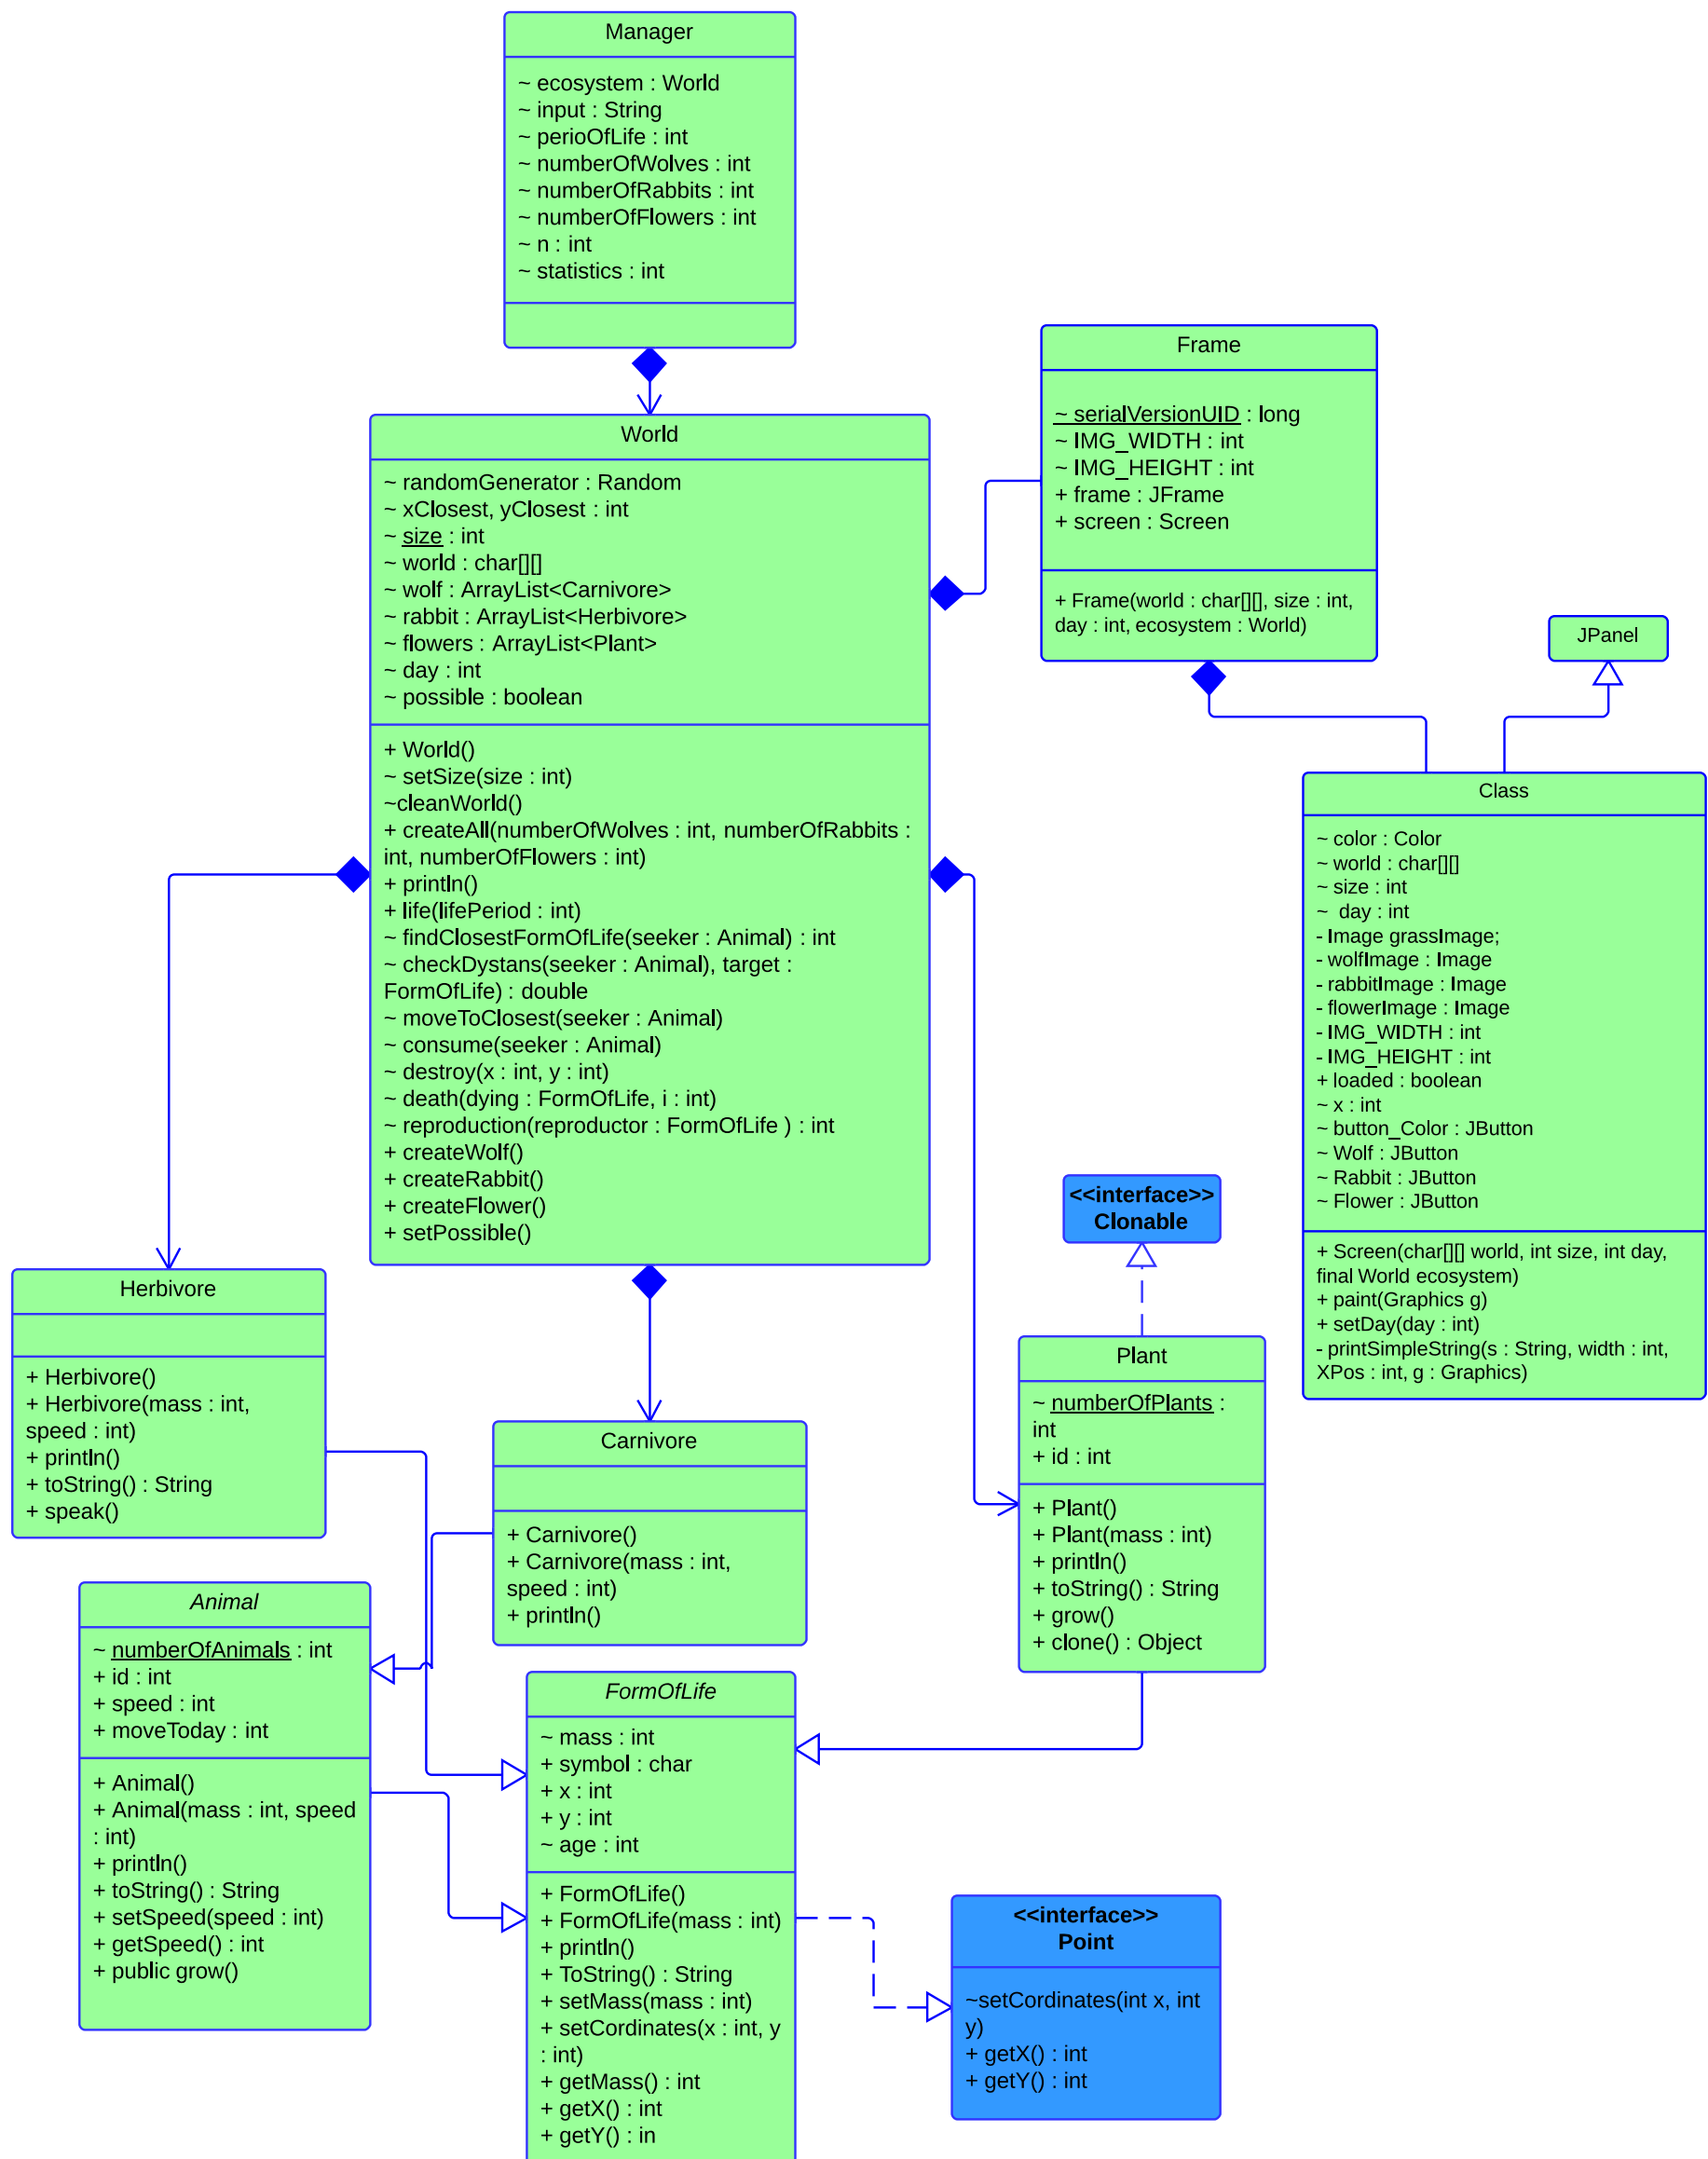 Manager
~ ecosystem : World
~ input : String
~ perioOfLife : int
~ numberOfWolves : int
~ numberOfRabbits : int
~ numberOfFlowers : int
~ n : int
~ statistics : int
Frame
~ serialVersionUID : long
~ IMG_WIDTH : int
~ IMG_HEIGHT : int
+ frame : JFrame
+ screen : Screen
+ Frame(world : char[][], size : int,
day : int, ecosystem : World)
World
~ randomGenerator : Random
~ xClosest, yClosest : int
~ size : int
~ world : char[][]
~ wolf : ArrayList<Carnivore>
~ rabbit : ArrayList<Herbivore>
~ flowers : ArrayList<Plant>
~ day : int
~ possible : boolean
+ World()
~ setSize(size : int)
~cleanWorld()
+ createAll(numberOfWolves : int, numberOfRabbits :
int, numberOfFlowers : int)
+ println()
+ life(lifePeriod : int)
~ findClosestFormOfLife(seeker : Animal) : int
~ checkDystans(seeker : Animal), target :
FormOfLife) : double
~ moveToClosest(seeker : Animal)
~ consume(seeker : Animal)
~ destroy(x : int, y : int)
~ death(dying : FormOfLife, i : int)
~ reproduction(reproductor : FormOfLife ) : int
+ createWolf()
+ createRabbit()
+ createFlower()
+ setPossible()
JPanel
Class
~ color : Color
~ world : char[][]
~ size : int
~  day : int
- Image grassImage;
- wolfImage : Image
- rabbitImage : Image
- flowerImage : Image
- IMG_WIDTH : int
- IMG_HEIGHT : int
+ loaded : boolean
~ x : int
~ button_Color : JButton
~ Wolf : JButton
~ Rabbit : JButton
~ Flower : JButton
+ Screen(char[][] world, int size, int day,
final World ecosystem)
+ paint(Graphics g)
+ setDay(day : int)
- printSimpleString(s : String, width : int,
XPos : int, g : Graphics)
<<interface>>
Clonable
Herbivore
+ Herbivore()
+ Herbivore(mass : int,
speed : int)
+ println()
+ toString() : String
+ speak()
Carnivore
+ Carnivore()
+ Carnivore(mass : int,
speed : int)
+ println()
Plant
~ numberOfPlants :
int
+ id : int
+ Plant()
+ Plant(mass : int)
+ println()
+ toString() : String
+ grow()
+ clone() : Object
Animal
~ numberOfAnimals : int
+ id : int
+ speed : int
+ moveToday : int
+ Animal()
+ Animal(mass : int, speed
: int)
+ println()
+ toString() : String
+ setSpeed(speed : int)
+ getSpeed() : int
+ public grow()
FormOfLife
~ mass : int
+ symbol : char
+ x : int
+ y : int
~ age : int
+ FormOfLife()
+ FormOfLife(mass : int)
+ println()
+ ToString() : String
+ setMass(mass : int)
+ setCordinates(x : int, y
: int)
+ getMass() : int
+ getX() : int
+ getY() : in
<<interface>>
Point
~setCordinates(int x, int
y)
+ getX() : int
+ getY() : int